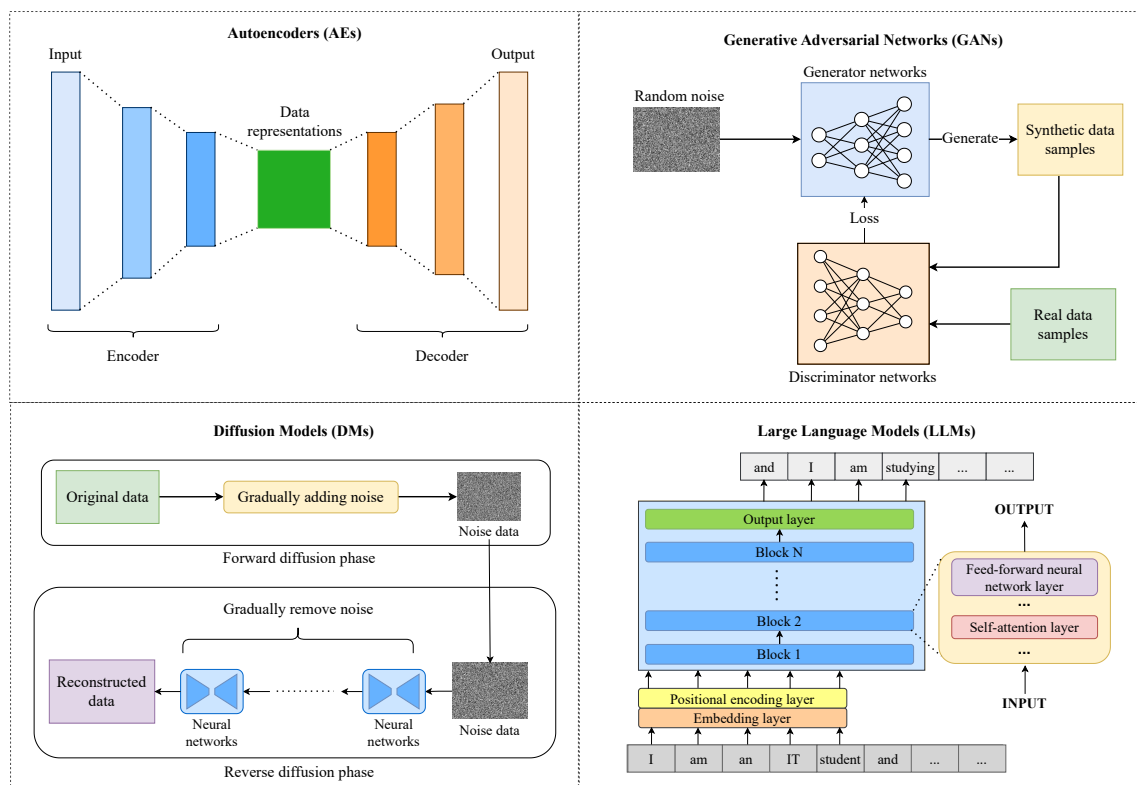 Autoencoders (AEs)
Input
Output
Data
representations
Encoder
Decoder
Generative Adversarial Networks (GANs)
Generator networks
Random noise
Generate
Synthetic data
samples
Loss
Real data
samples
Discriminator networks
Diffusion Models (DMs)
Original data
Gradually adding noise
Noise data
Forward diffusion phase
Gradually remove noise
Reconstructed
data
Neural
networks
Neural
networks
Noise data
Reverse diffusion phase
Large Language Models (LLMs)
and I am studying ... ...
Output layer
Block N
Block 2
Block 1
Positional encoding layer
Embedding layer
I am an IT student and ... ...
OUTPUT
Feed-forward neural
network layer
...
Self-attention layer
...
INPUT